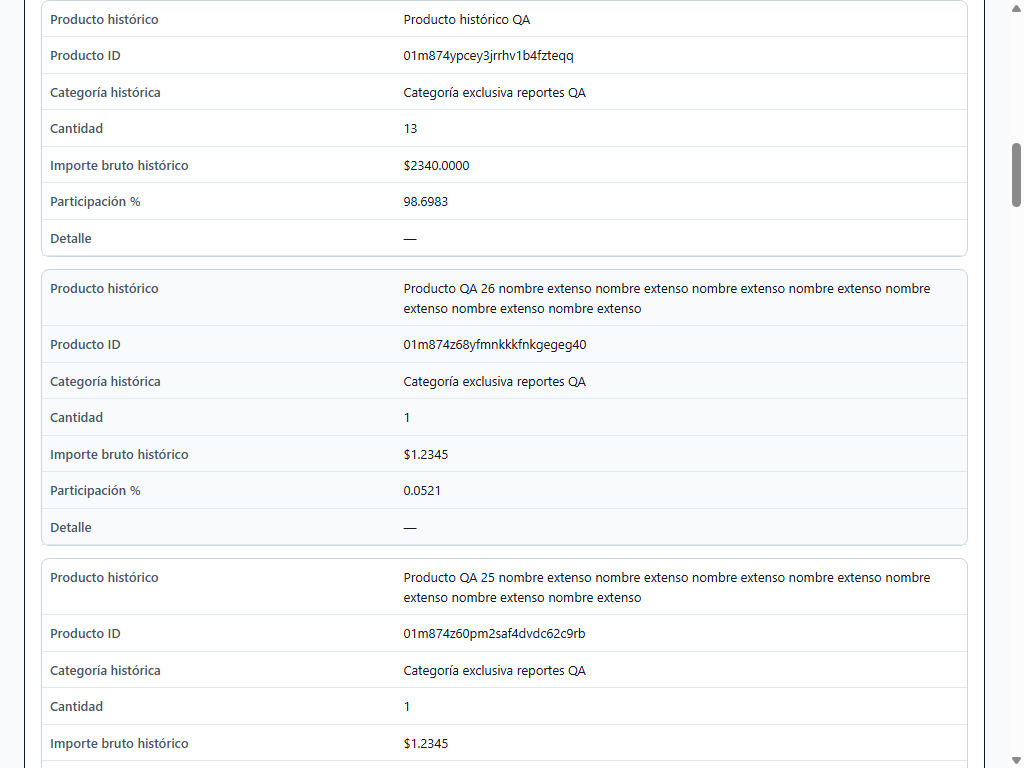 Producto histórico Producto histórico QA
Producto ID 01m874ypcey3jrrhv1b4fzteqq
Categoría histórica Categoría exclusiva reportes QA
Cantidad 13
Importe bruto histórico $2340.0000
Participación % 98.6983
Detalle —
Producto histórico Producto QA 26 nombre extenso nombre extenso nombre extenso nombre extenso nombre
extenso nombre extenso nombre extenso
Producto ID 01m874z68yfmnkkkfnkgegeg40
Categoría histórica Categoría exclusiva reportes QA
Cantidad 1
Importe bruto histórico $1.2345
Participación % 0.0521
Detalle —
Producto histórico Producto QA 25 nombre extenso nombre extenso nombre extenso nombre extenso nombre
extenso nombre extenso nombre extenso
Producto ID 01m874z60pm2saf4dvdc62c9rb
Categoría histórica Categoría exclusiva reportes QA
Cantidad 1
Importe bruto histórico $1.2345